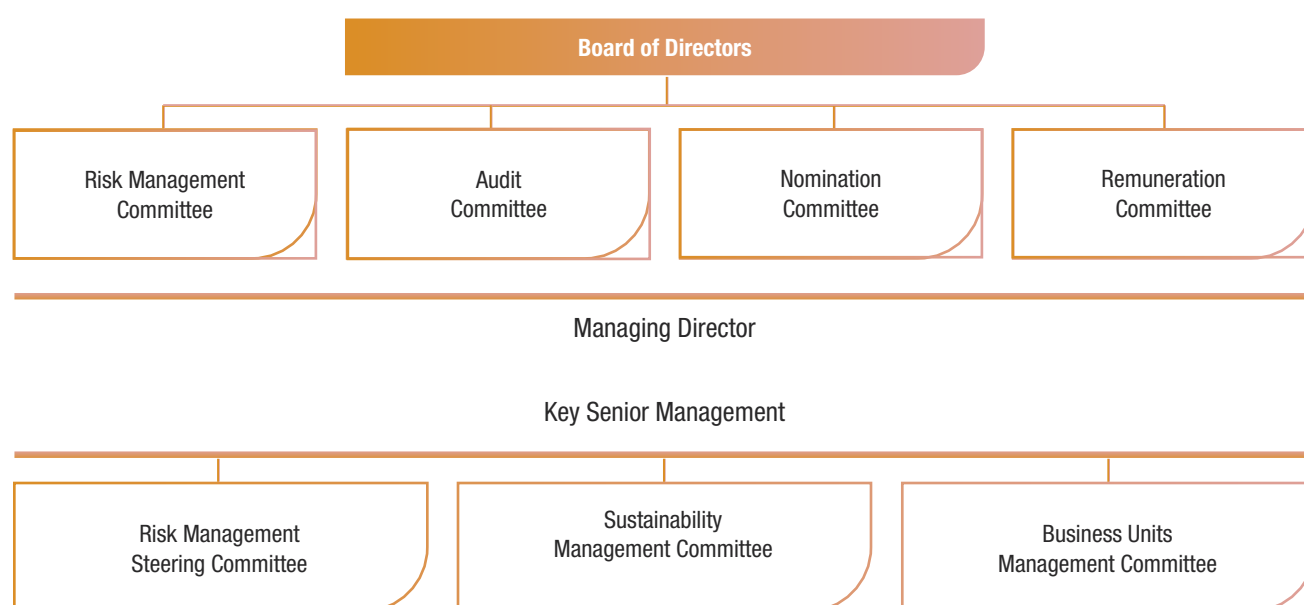 Board of Directors
Risk Management
Committee
Audit
Committee
Nomination
Committee
Remuneration
Committee
Managing Director
Key Senior Management
Risk Management
Steering Committee
Sustainability
Management Committee
Business Units
Management Committee